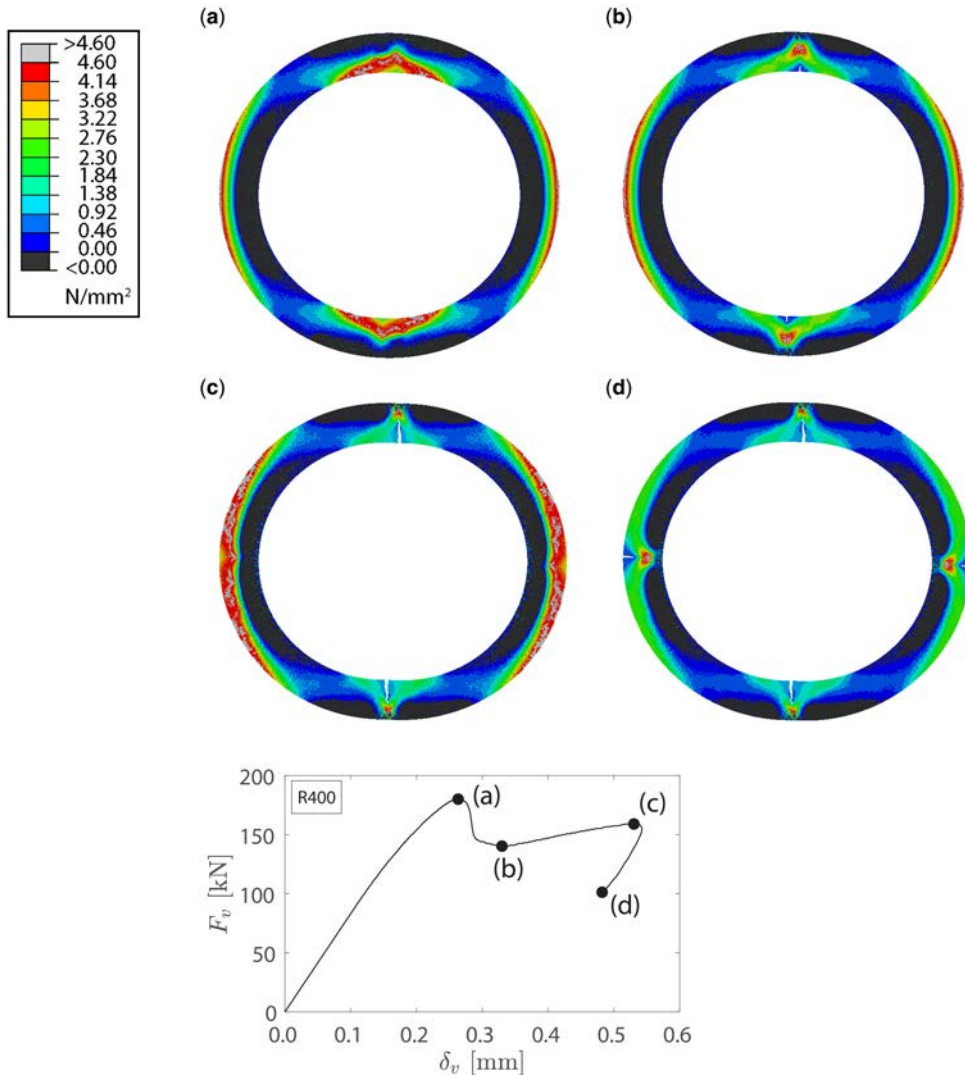 (a)
(b)
>4.60
4.60
4.14
3.68
3.22
2.76
2.30
1.84
1.38
0.92
0.46
0.00
<0.00
N/mm²
(c)
(d)
200
150
100
50
0
F_v [kN]
R400
(a)
(b)
(c)
(d)
0.0 0.1 0.2 0.3 0.4 0.5 0.6
δ_v [mm]